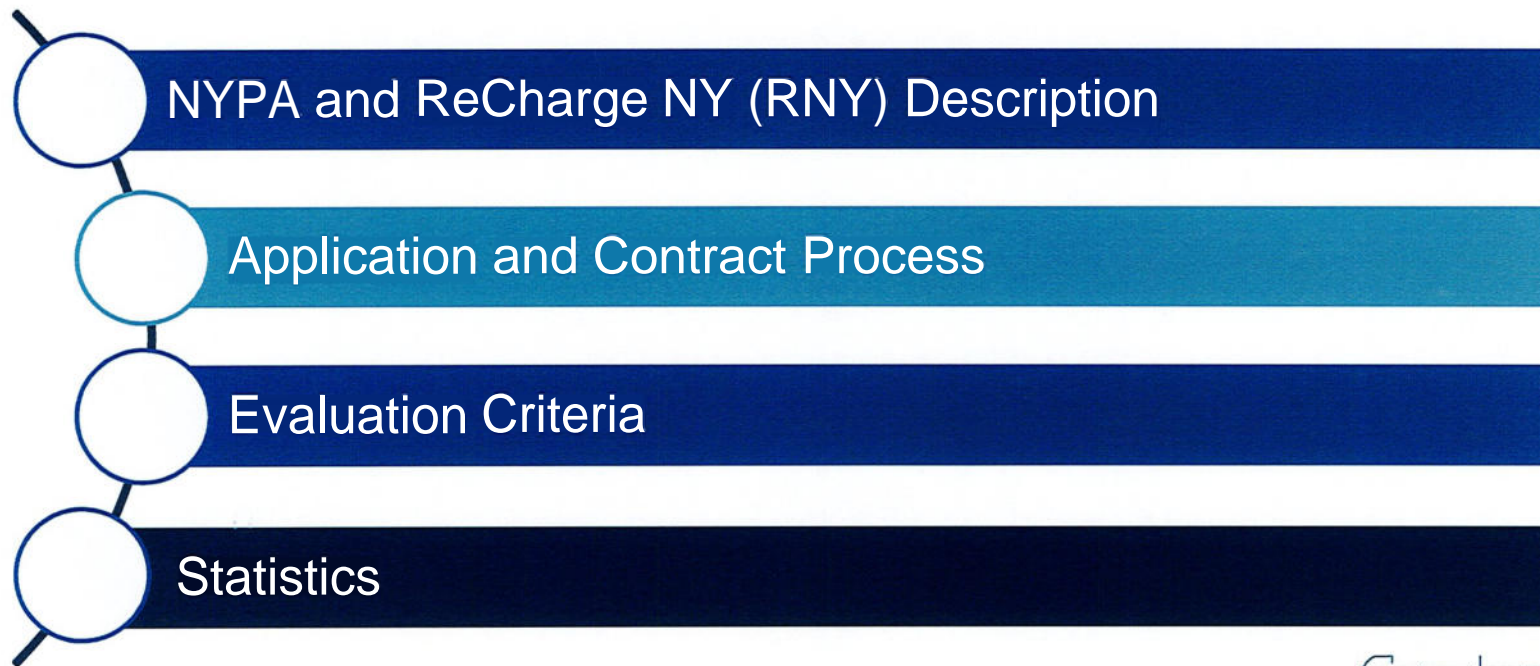 NYPA and ReCharge NY (RNY) Description
Application and Contract Process
Evaluation Criteria
Statistics